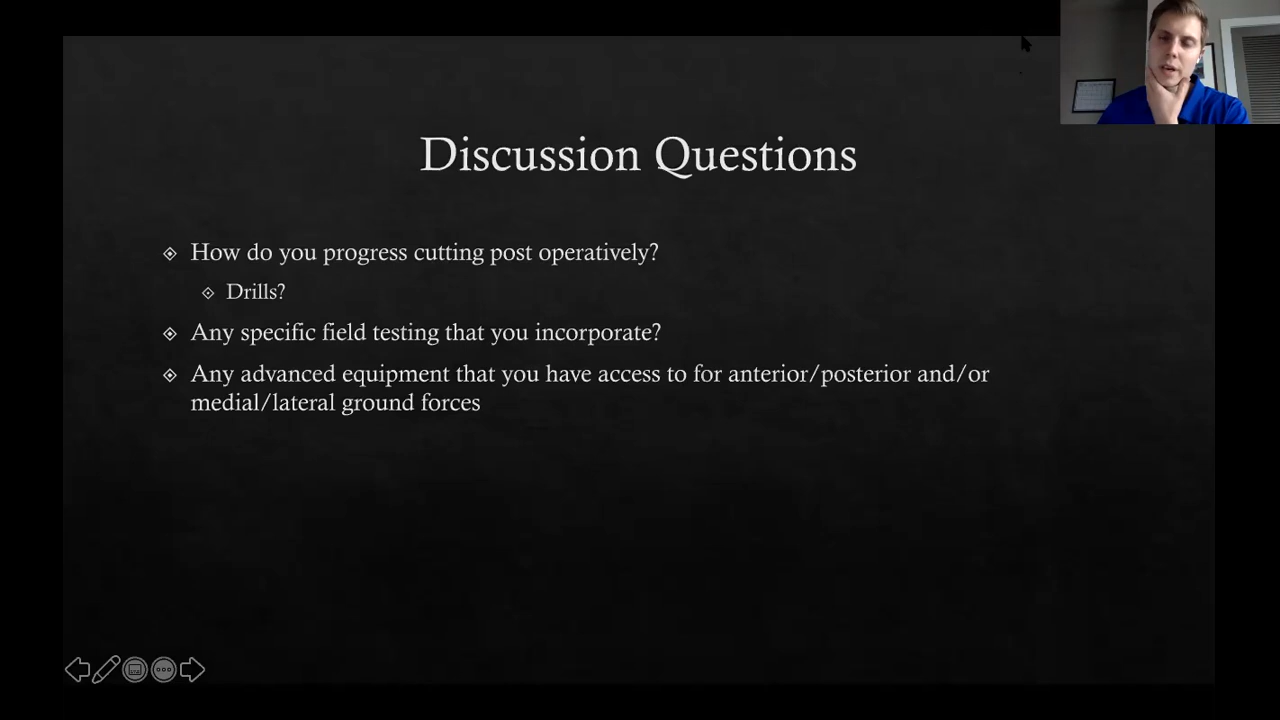 Discussion Questions
How do you progress cutting post operatively?
Drills?
Any specific field testing that you incorporate?
Any advanced equipment that you have access to for anterior/posterior and/or
medial/lateral ground forces